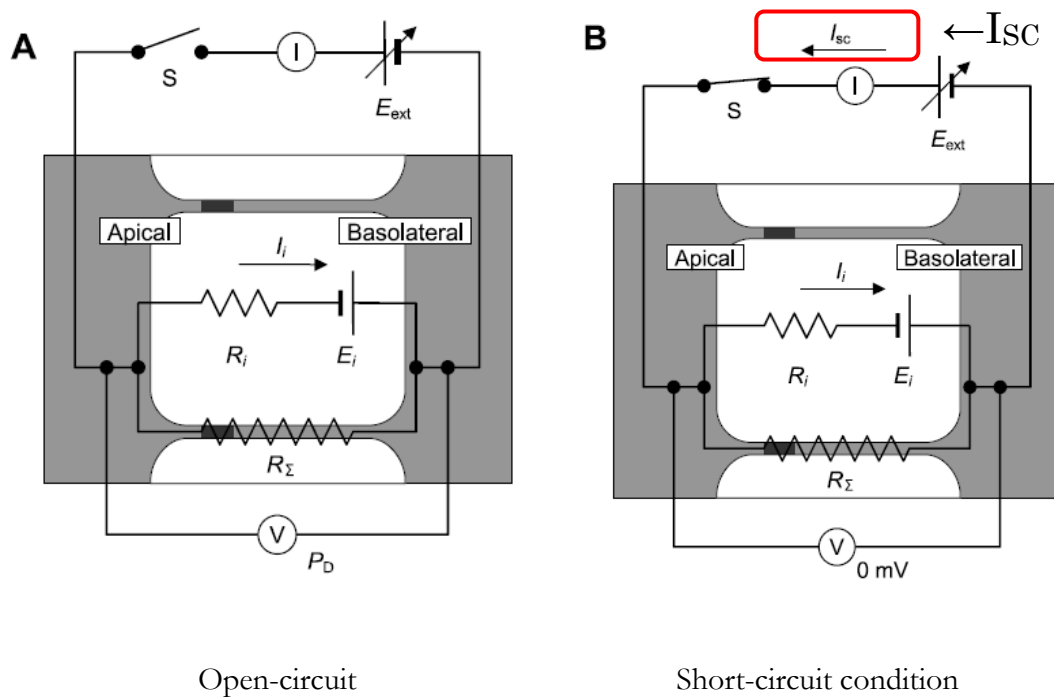 A
S
I
E_ext
Apical
Basolateral
I_i
R_i
E_i
R_Σ
V
P_D
Open-circuit
B
I_sc
←I_SC
S
I
E_ext
Apical
Basolateral
I_i
R_i
E_i
R_Σ
V
0 mV
Short-circuit condition